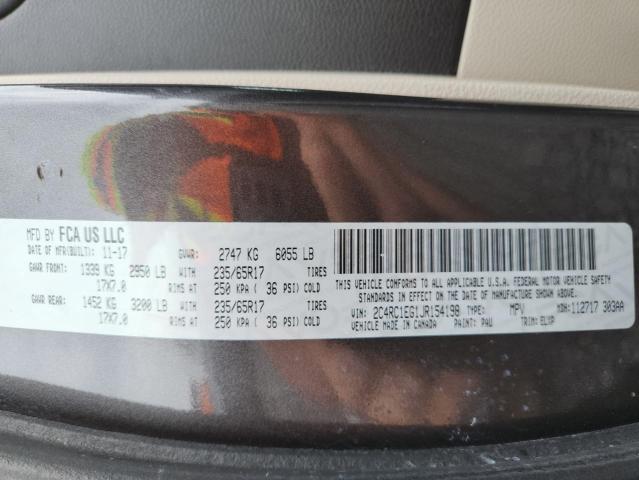 MFD BY FCA US LLC
DATE OF MFR(BUILT): 11-17 GVWR: 2747 KG 6055 LB
GAWR FRONT: 1339 KG 2950 LB WITH 235/65R17 TIRES
17X7.0 RIMS AT 250 KPA ( 36 PSI) COLD
GAWR REAR: 1452 KG 3200 LB WITH 235/65R17 TIRES
17X7.0 RIMS AT 250 KPA ( 36 PSI) COLD
THIS VEHICLE CONFORMS TO ALL APPLICABLE U.S.A. FEDERAL MOTOR VEHICLE SAFETY
STANDARDS IN EFFECT ON THE DATE OF MANUFACTURE SHOWN ABOVE.
VIN: 2C4RC1EG1JR154198 TYPE: MPV MDH: 112717 303AA
VEHICLE MADE IN CANADA PAINT: PAU TRIM: ELXP